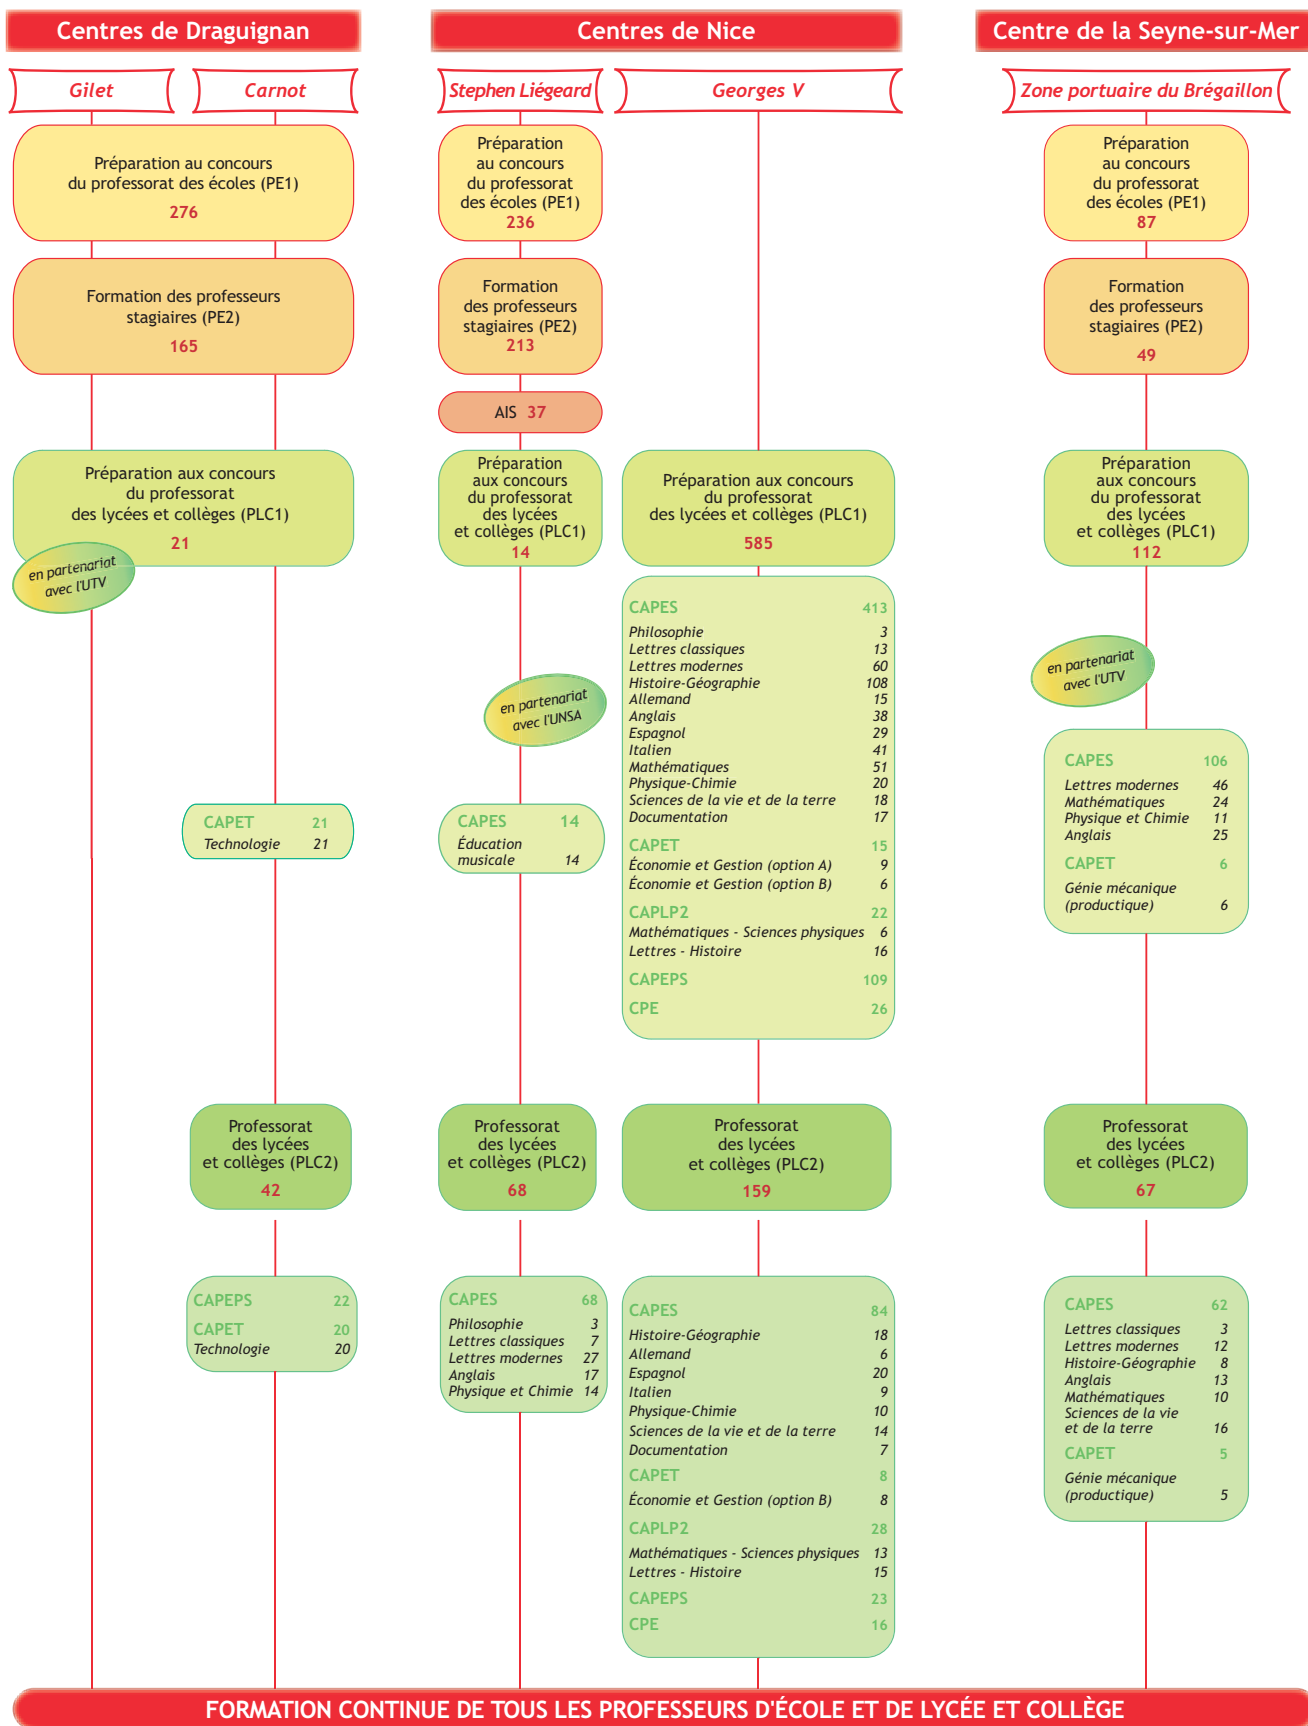 Centres de Draguignan
Gilet
Carnot
Préparation au concours
du professorat des écoles (PE1)
276
Formation des professeurs
stagiaires (PE2)
165
Préparation aux concours
du professorat
des lycées et collèges (PLC1)
21
en partenariat
avec l'UTV
CAPET 21
Technologie 21
Professorat
des lycées
et collèges (PLC2)
42
CAPEPS 22
CAPET 20
Technologie 20
Centres de Nice
Stephen Liégeard
Préparation
au concours
du professorat
des écoles (PE1)
236
Formation
des professeurs
stagiaires (PE2)
213
AIS 37
Préparation
aux concours
du professorat
des lycées
et collèges (PLC1)
14
en partenariat
avec l'UNSA
CAPES 14
Éducation
musicale 14
Professorat
des lycées
et collèges (PLC2)
68
CAPES 68
Philosophie 3
Lettres classiques 7
Lettres modernes 27
Anglais 17
Physique et Chimie 14
Georges V
Préparation aux concours
du professorat
des lycées et collèges (PLC1)
585
CAPES 413
Philosophie 3
Lettres classiques 13
Lettres modernes 60
Histoire-Géographie 108
Allemand 15
Anglais 38
Espagnol 29
Italien 41
Mathématiques 51
Physique-Chimie 20
Sciences de la vie et de la terre 18
Documentation 17
CAPET 15
Économie et Gestion (option A) 9
Économie et Gestion (option B) 6
CAPLP2 22
Mathématiques - Sciences physiques 6
Lettres - Histoire 16
CAPEPS 109
CPE 26
Professorat
des lycées
et collèges (PLC2)
159
CAPES 84
Histoire-Géographie 18
Allemand 6
Espagnol 20
Italien 9
Physique-Chimie 10
Sciences de la vie et de la terre 14
Documentation 7
CAPET 8
Économie et Gestion (option B) 8
CAPLP2 28
Mathématiques - Sciences physiques 13
Lettres - Histoire 15
CAPEPS 23
CPE 16
Centre de la Seyne-sur-Mer
Zone portuaire du Brégaillon
Préparation
au concours
du professorat
des écoles (PE1)
87
Formation
des professeurs
stagiaires (PE2)
49
Préparation
aux concours
du professorat
des lycées
et collèges (PLC1)
112
en partenariat
avec l'UTV
CAPES 106
Lettres modernes 46
Mathématiques 24
Physique et Chimie 11
Anglais 25
CAPET 6
Génie mécanique
(productique) 6
Professorat
des lycées
et collèges (PLC2)
67
CAPES 62
Lettres classiques 3
Lettres modernes 12
Histoire-Géographie 8
Anglais 13
Mathématiques 10
Sciences de la vie
et de la terre 16
CAPET 5
Génie mécanique
(productique) 5
FORMATION CONTINUE DE TOUS LES PROFESSEURS D'ÉCOLE ET DE LYCÉE ET COLLÈGE